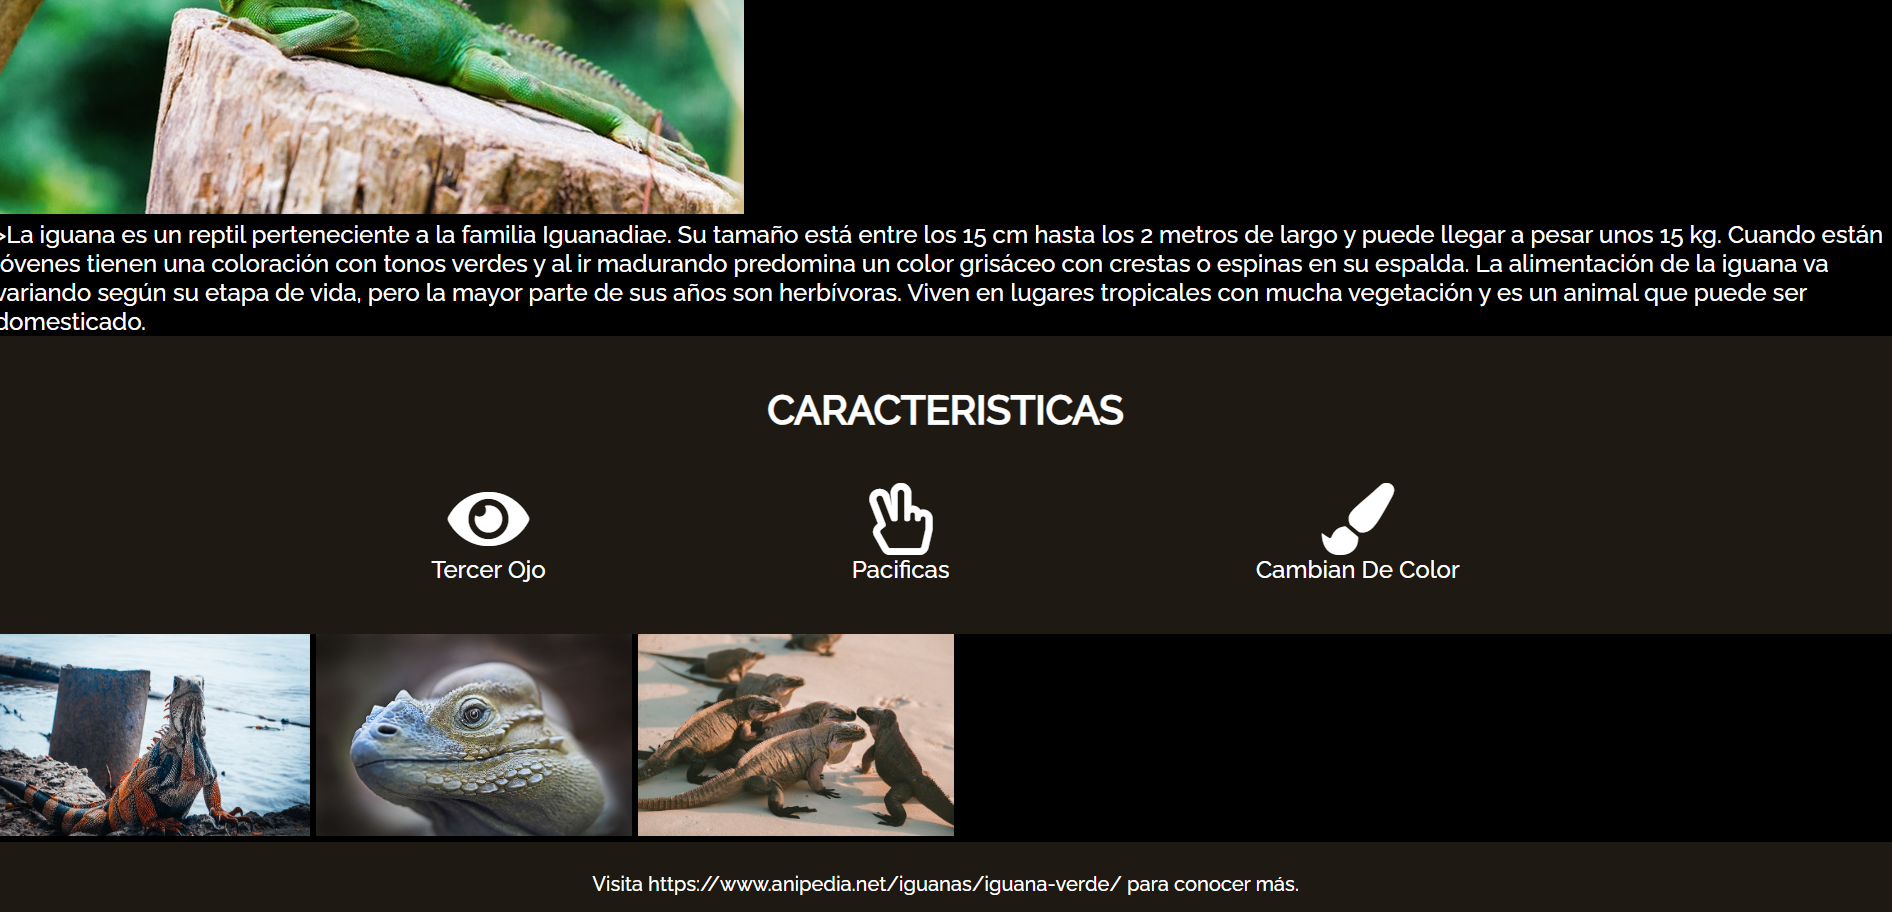 >La iguana es un reptil perteneciente a la familia Iguanadiae. Su tamaño está entre los 15 cm hasta los 2 metros de largo y puede llegar a pesar unos 15 kg. Cuando están
óvenes tienen una coloración con tonos verdes y al ir madurando predomina un color grisáceo con crestas o espinas en su espalda. La alimentación de la iguana va
variando según su etapa de vida, pero la mayor parte de sus años son herbívoras. Viven en lugares tropicales con mucha vegetación y es un animal que puede ser
domesticado.
CARACTERISTICAS
Tercer Ojo
Pacificas
Cambian De Color
Visita https://www.anipedia.net/iguanas/iguana-verde/ para conocer más.